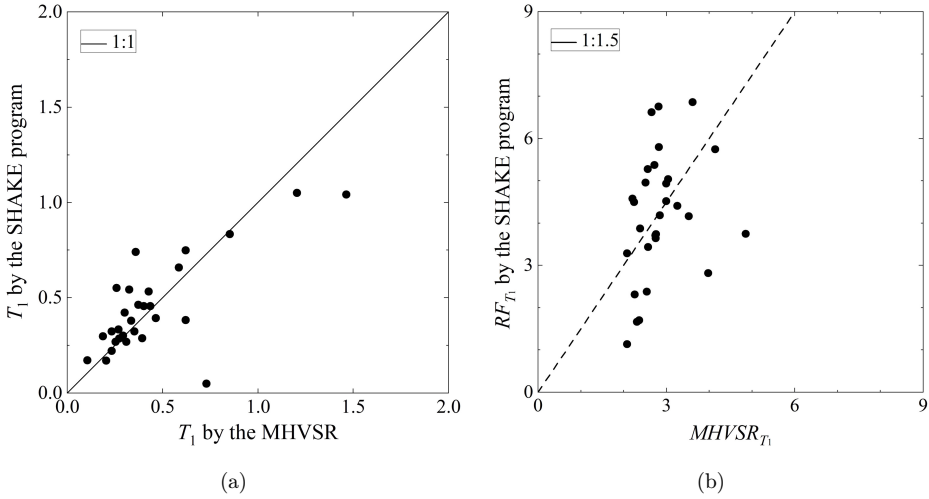 2.0
1:1
1.5
1.0
0.5
0.0
T1 by the SHAKE program
0.0 0.5 1.0 1.5 2.0
T1 by the MHVSR
(a)
9
1:1.5
6
3
0
RFT1 by the SHAKE program
0 3 6 9
MHVSRT1
(b)